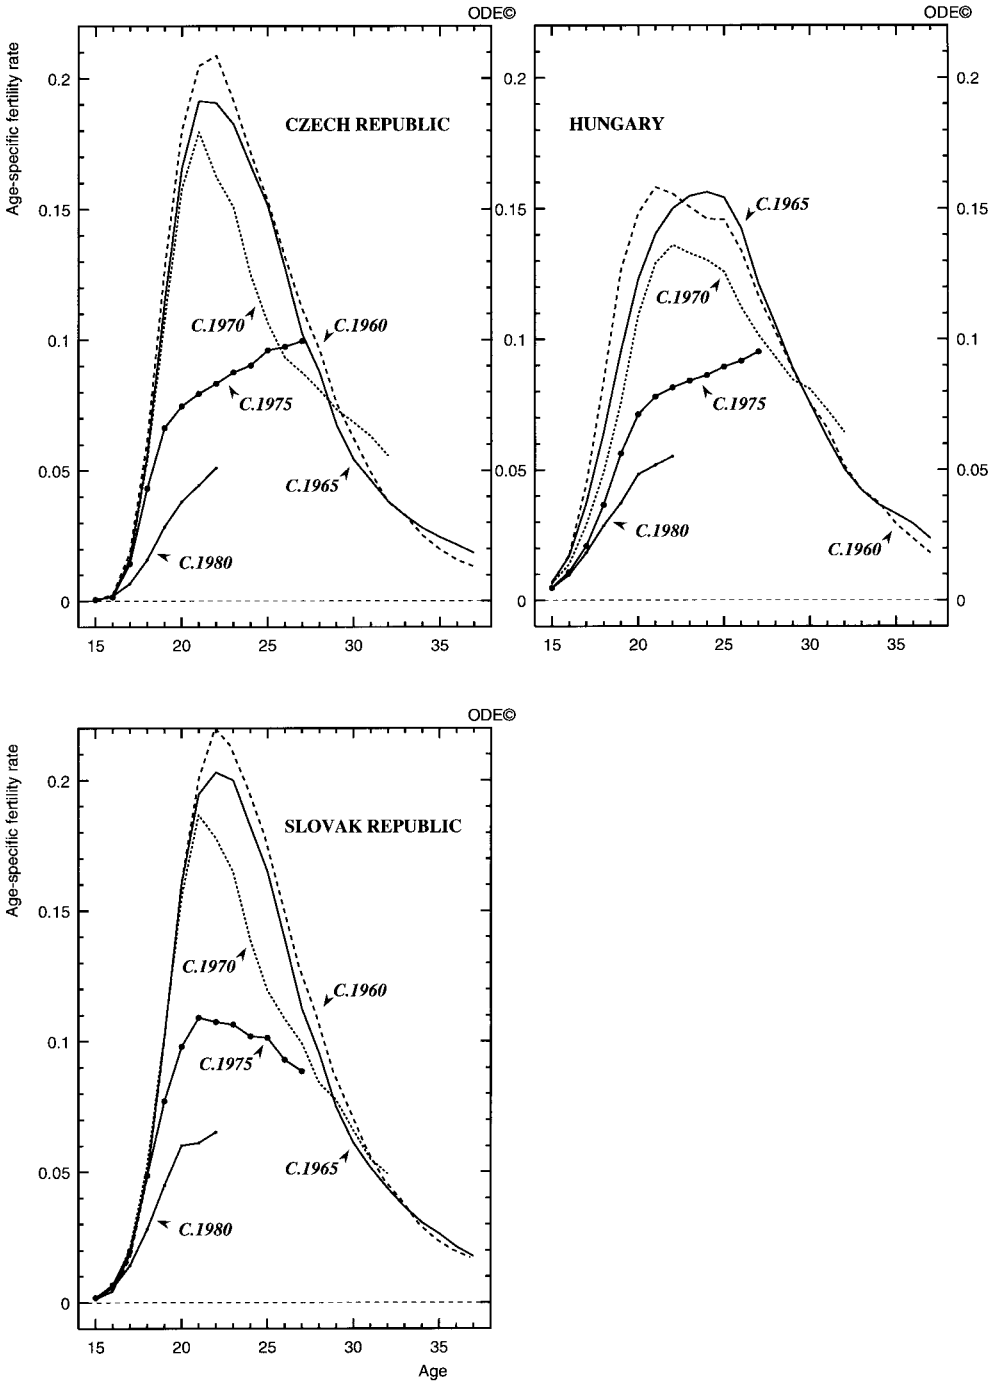 ODE©
ODE©
Age-specific fertility rate
0.2
0.15
0.1
0.05
0
CZECH REPUBLIC
C.1970
C.1960
C.1975
C.1965
C.1980
15 20 25 30 35
0.2
0.15
0.1
0.05
0
HUNGARY
C.1965
C.1970
C.1975
C.1980
C.1960
0.2
0.15
0.1
0.05
0
15 20 25 30 35
ODE©
Age-specific fertility rate
0.2
0.15
0.1
0.05
0
SLOVAK REPUBLIC
C.1970
C.1960
C.1975
C.1965
C.1980
15 20 25 30 35
Age